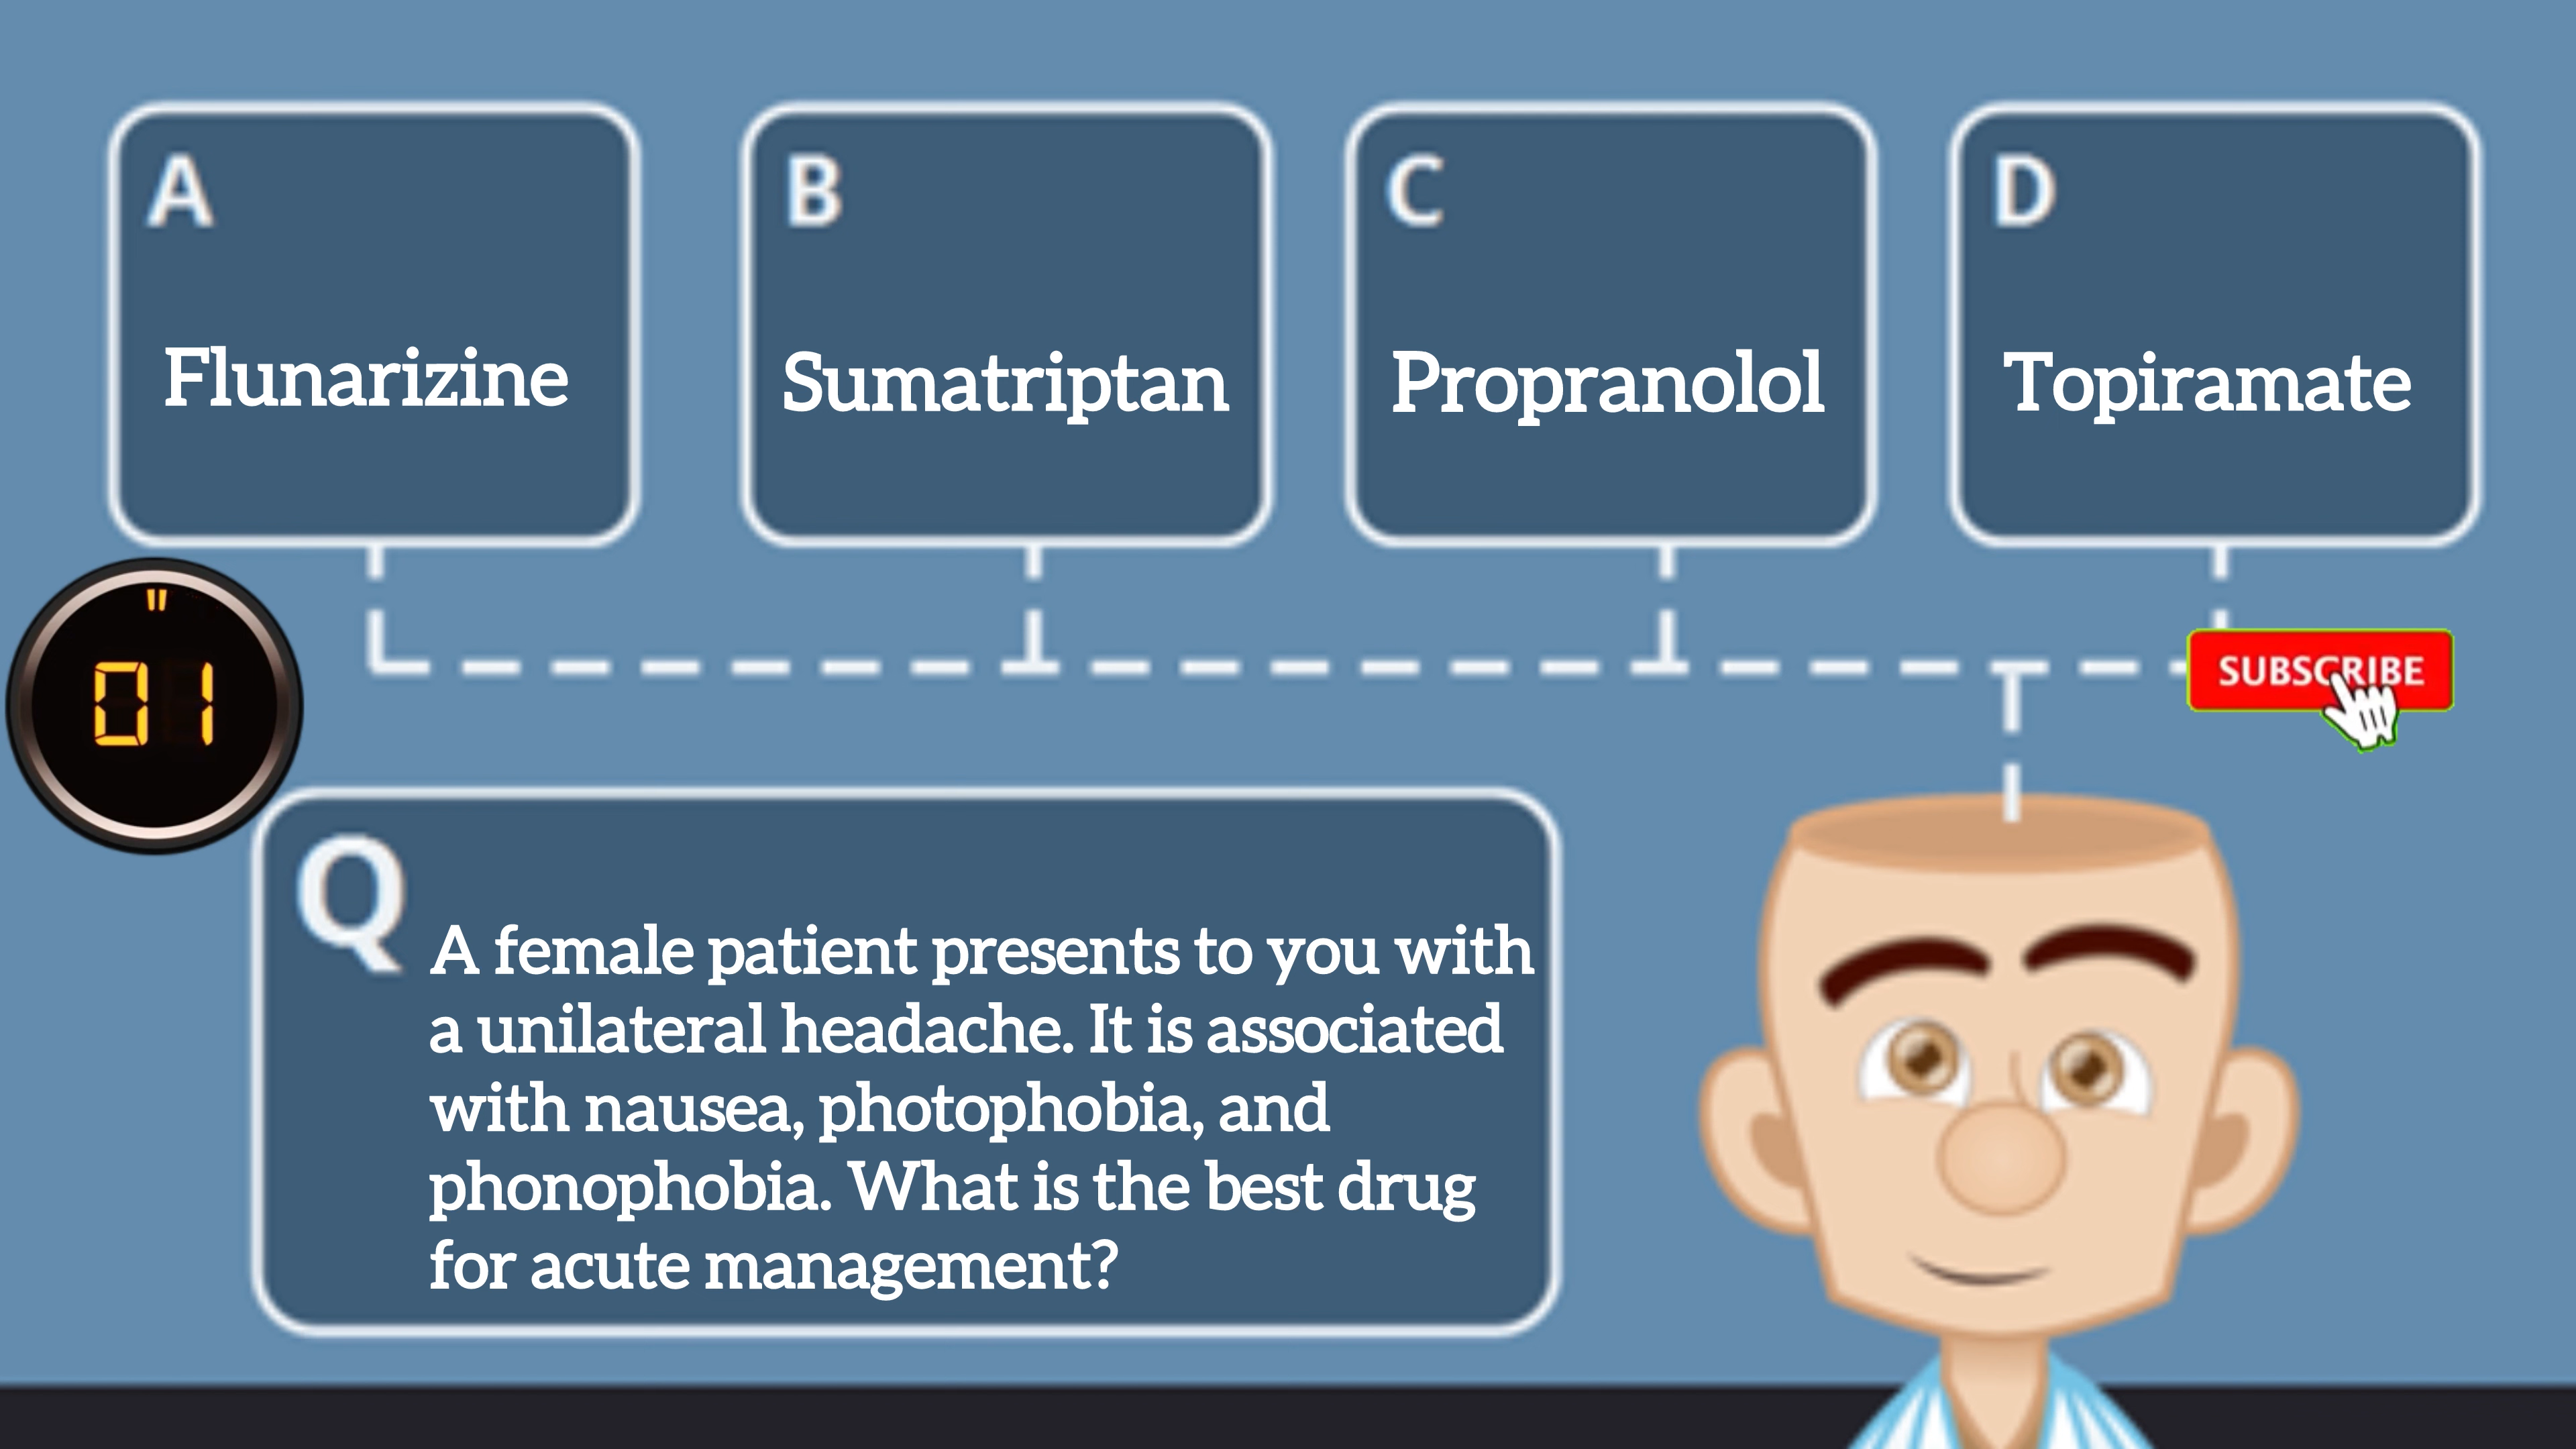 A
B
C
D
Flunarizine
Sumatriptan
Propranolol
Topiramate
"
01
SUBSCRIBE
Q
A female patient presents to you with
a unilateral headache. It is associated
with nausea, photophobia, and
phonophobia. What is the best drug
for acute management?